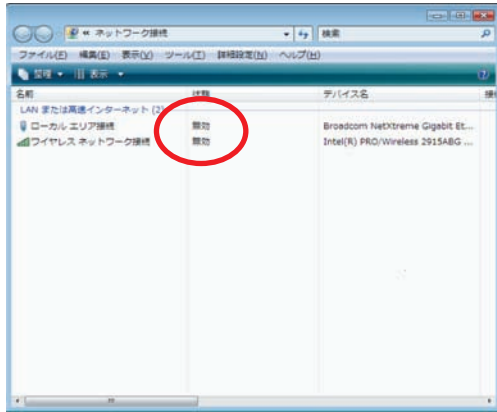 « ネットワーク接続
検索
ファイル(F) 編集(E) 表示(V) ツール(T) 詳細設定(N) ヘルプ(H)
整理 表示
名前 状態 デバイス名 接
LAN または高速インターネット (2)
ローカル エリア接続 無効 Broadcom NetXtreme Gigabit Et...
ワイヤレス ネットワーク接続 無効 Intel(R) PRO/Wireless 2915ABG ...